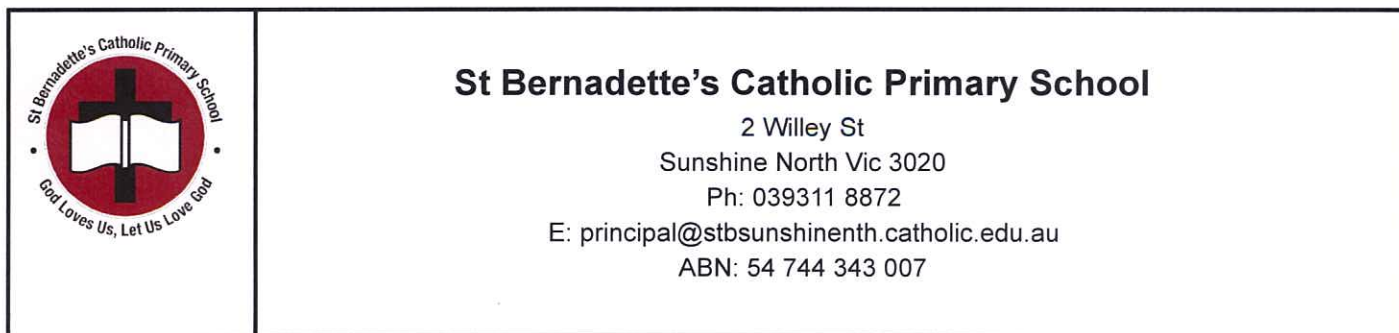 St Bernadette's Catholic Primary School
God Loves Us, Let Us Love God
St Bernadette's Catholic Primary School
2 Willey St
Sunshine North Vic 3020
Ph: 039311 8872
E: principal@stbsunshinenth.catholic.edu.au
ABN: 54 744 343 007